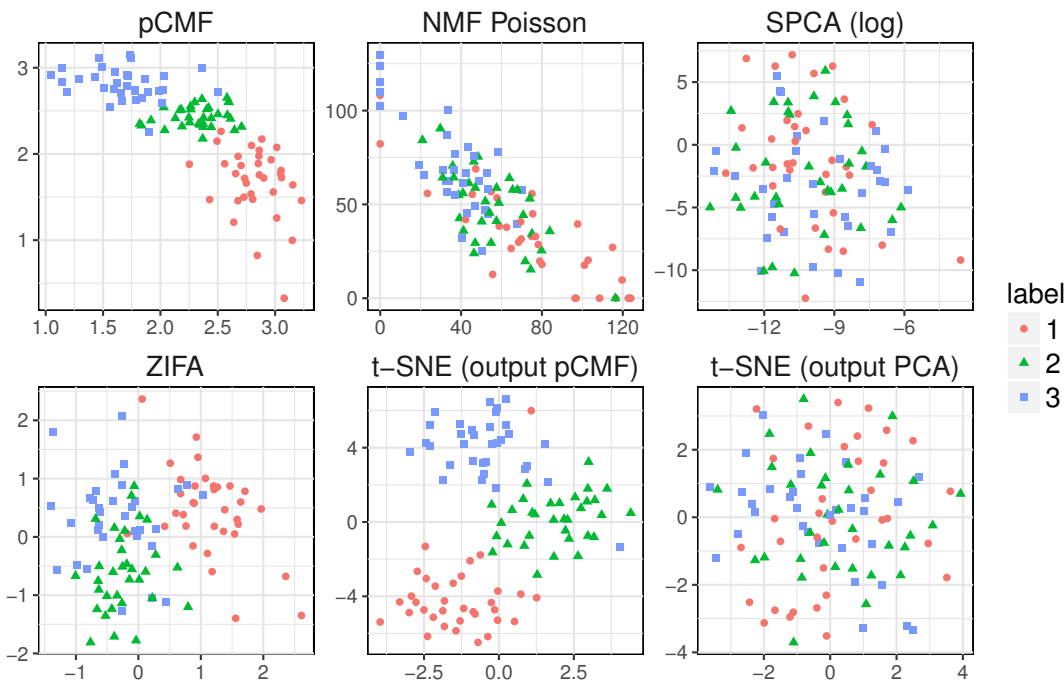 pCMF
NMF Poisson
SPCA (log)
3
2
1
1.0 1.5 2.0 2.5 3.0
100
50
0
0 40 80 120
5
0
−5
−10
−12 −9 −6
label
1
2
3
ZIFA
t−SNE (output pCMF)
t−SNE (output PCA)
2
1
0
−1
−2
−1 0 1 2
4
0
−4
−2.5 0.0 2.5
2
0
−2
−4
−2 0 2 4